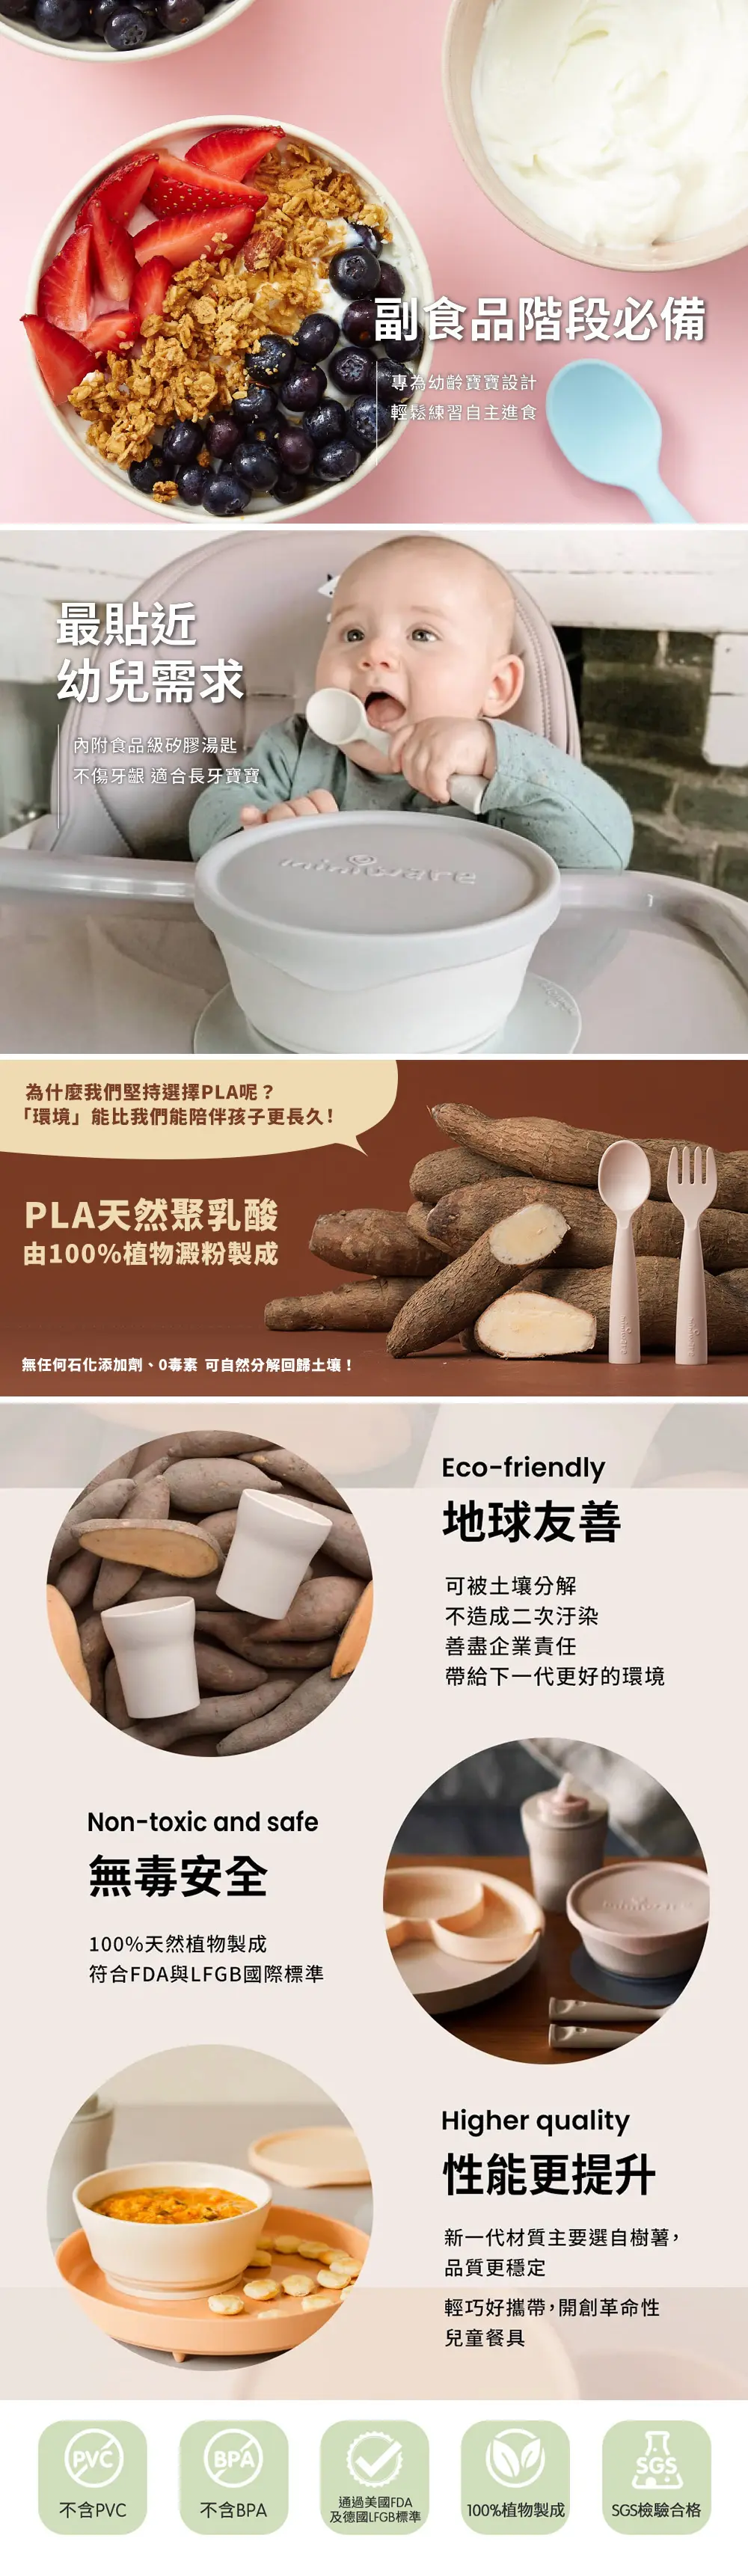 副食品階段必備
專為幼齡寶寶設計
輕鬆練習自主進食
最貼近
幼兒需求
內附食品級矽膠湯匙
不傷牙齦 適合長牙寶寶
miniware
為什麼我們堅持選擇PLA呢？
「環境」能比我們能陪伴孩子更長久！
PLA天然聚乳酸
由100%植物澱粉製成
無任何石化添加劑、0毒素 可自然分解回歸土壤！
Eco-friendly
地球友善
可被土壤分解
不造成二次汙染
善盡企業責任
帶給下一代更好的環境
Non-toxic and safe
無毒安全
100%天然植物製成
符合FDA與LFGB國際標準
miniware
Higher quality
性能更提升
新一代材質主要選自樹薯，
品質更穩定
輕巧好攜帶，開創革命性
兒童餐具
PVC
不含PVC
BPA
不含BPA
通過美國FDA
及德國LFGB標準
100%植物製成
SGS
SGS檢驗合格